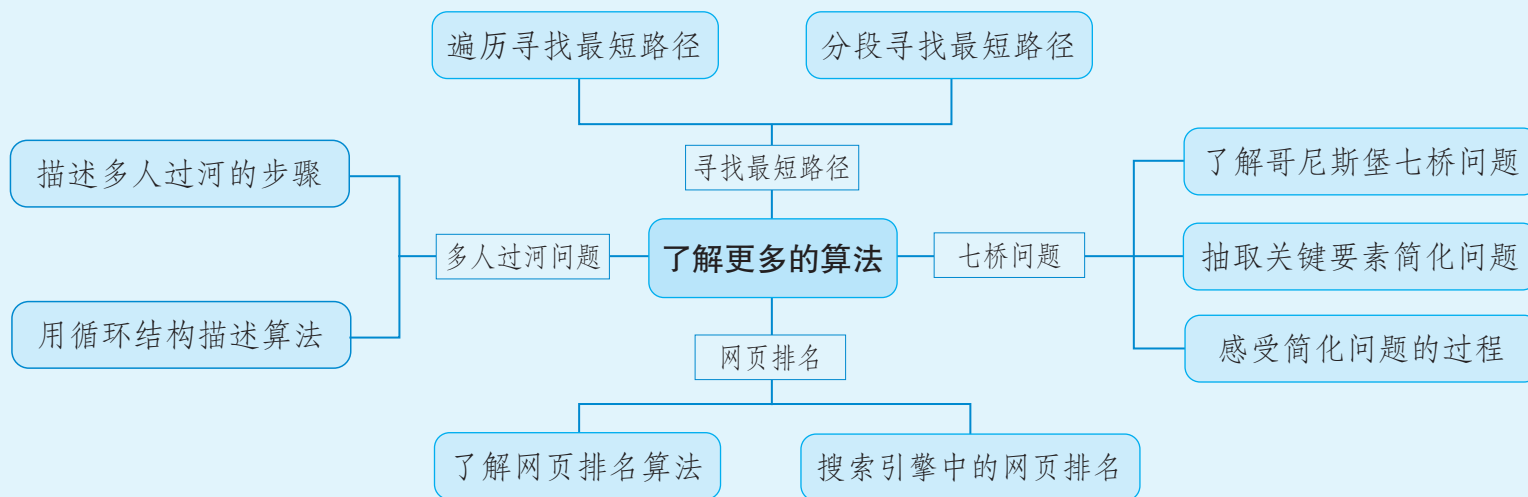 遍历寻找最短路径
分段寻找最短路径
寻找最短路径
描述多人过河的步骤
用循环结构描述算法
多人过河问题
了解更多的算法
七桥问题
了解哥尼斯堡七桥问题
抽取关键要素简化问题
感受简化问题的过程
网页排名
了解网页排名算法
搜索引擎中的网页排名